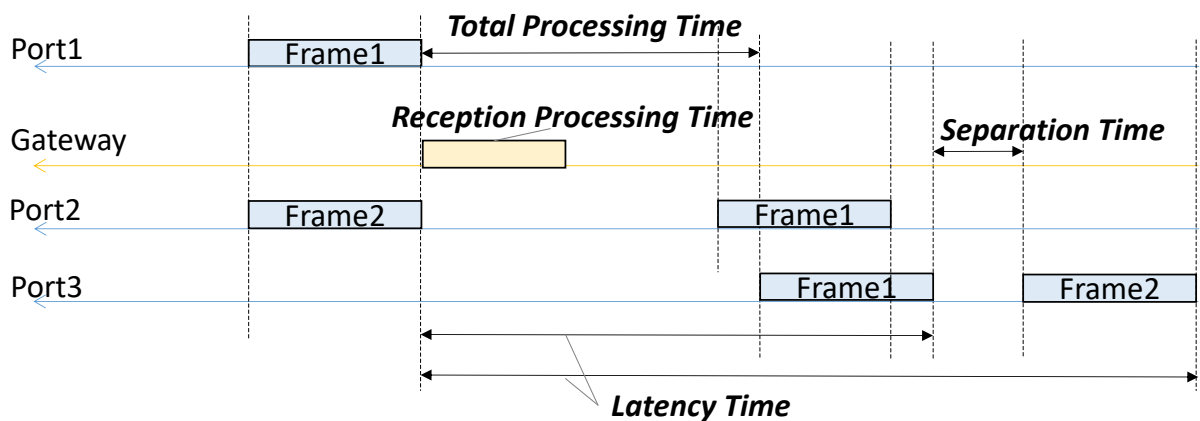 Total Processing Time
Port1
Frame1
Reception Processing Time
Separation Time
Gateway
Port2
Frame2
Frame1
Port3
Frame1
Frame2
Latency Time